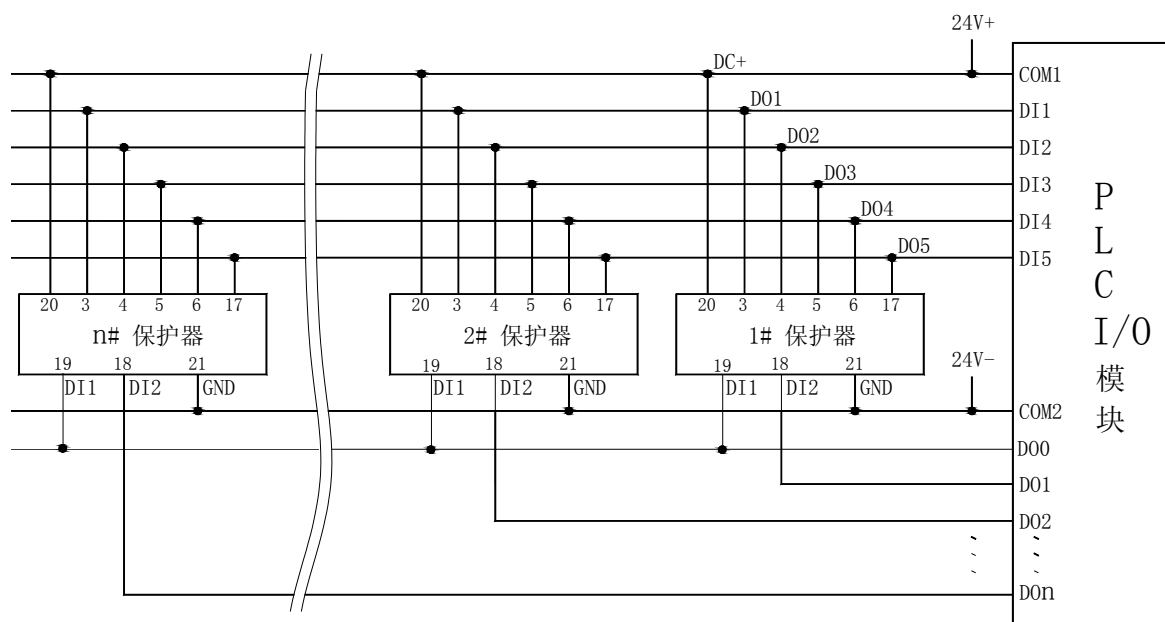 24V+
DC+
COM1
DO1
DI1
DO2
DI2
DO3
DI3
DO4
DI4
DO5
DI5
20 3 4 5 6 17
20 3 4 5 6 17
20 3 4 5 6 17
n# 保护器
2# 保护器
1# 保护器
19 18 21
19 18 21
19 18 21
DI1 DI2 GND
DI1 DI2 GND
DI1 DI2 GND
24V-
COM2
DO0
DO1
DO2
DOn
PLC I/O 模块